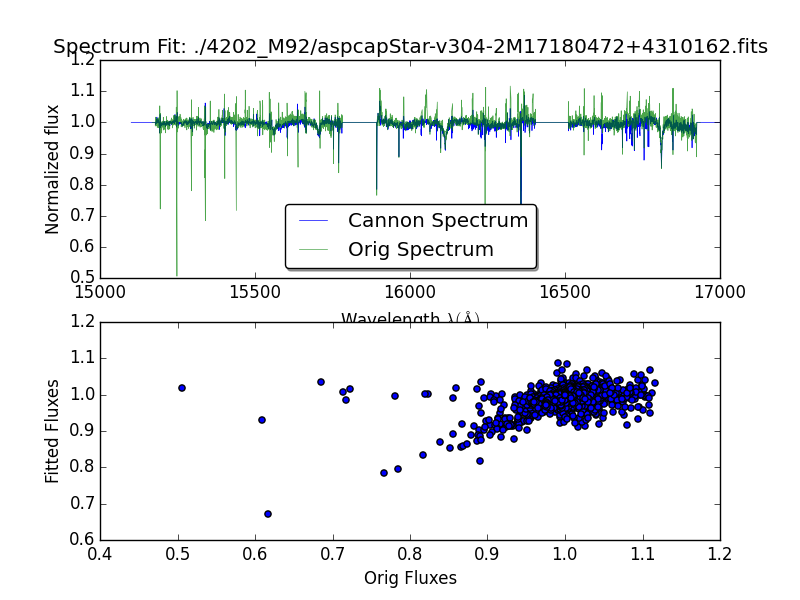 Spectrum Fit: ./4202_M92/aspcapStar-v304-2M17180472+4310162.fits
1.2
1.1
1.0
0.9
0.8
0.7
0.6
0.5
Normalized flux
Cannon Spectrum
Orig Spectrum
15000 15500 16000 16500 17000
Wavelength λ(Å)
1.2
1.1
1.0
0.9
0.8
0.7
0.6
Fitted Fluxes
0.4 0.5 0.6 0.7 0.8 0.9 1.0 1.1 1.2
Orig Fluxes